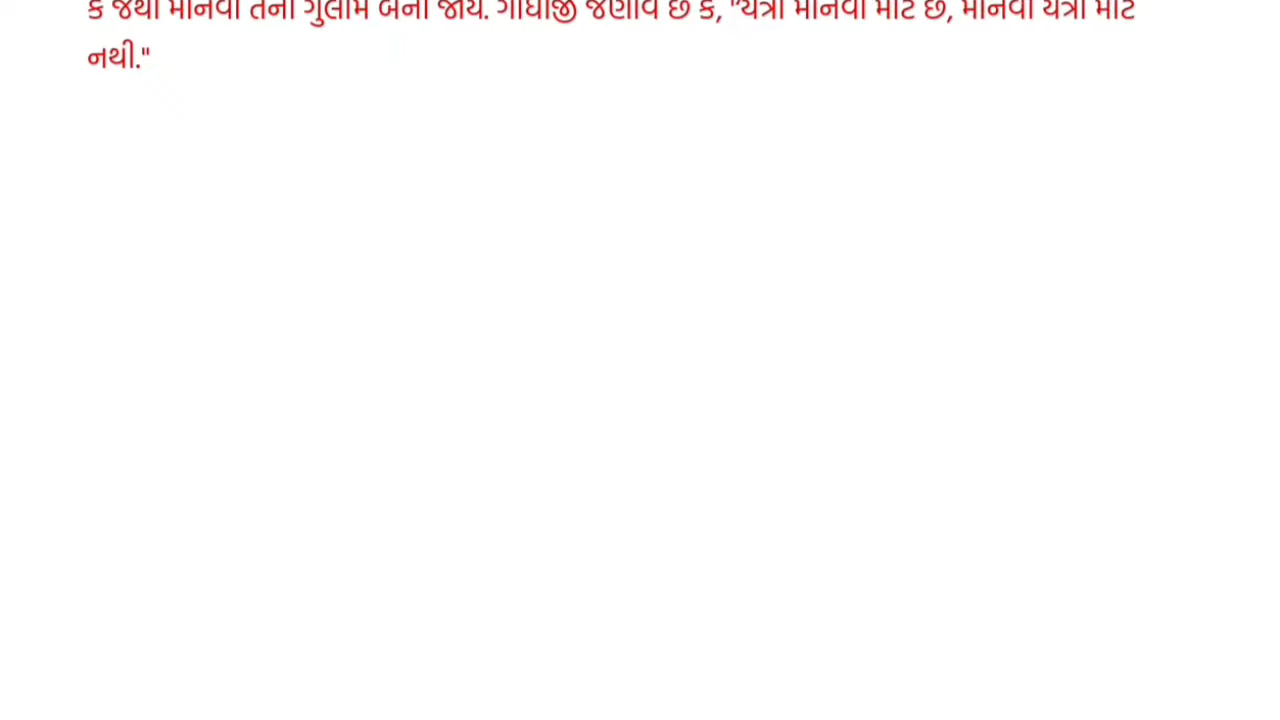 કે જેથી માનવી તેનો ગુલામ બની જાય. ગાંધીજી જણાવે છે કે, "યંત્રો માનવી માટે છે, માનવી યંત્રો માટે
નથી."